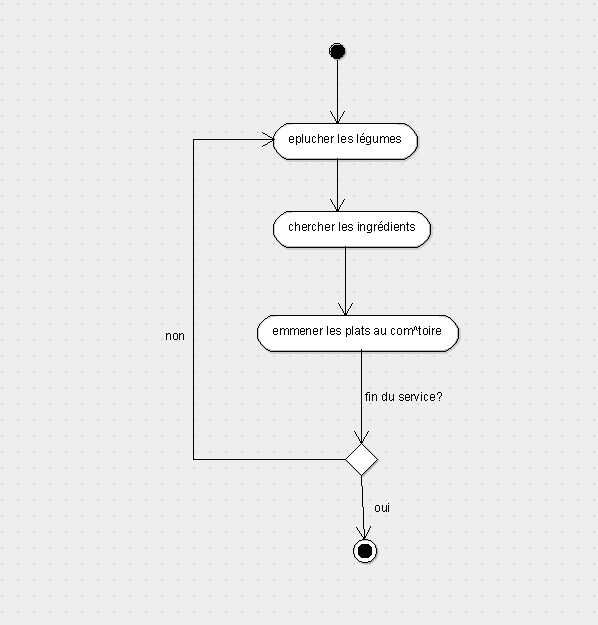 eplucher les légumes
chercher les ingrédients
emmener les plats au com^toire
non
fin du service?
oui